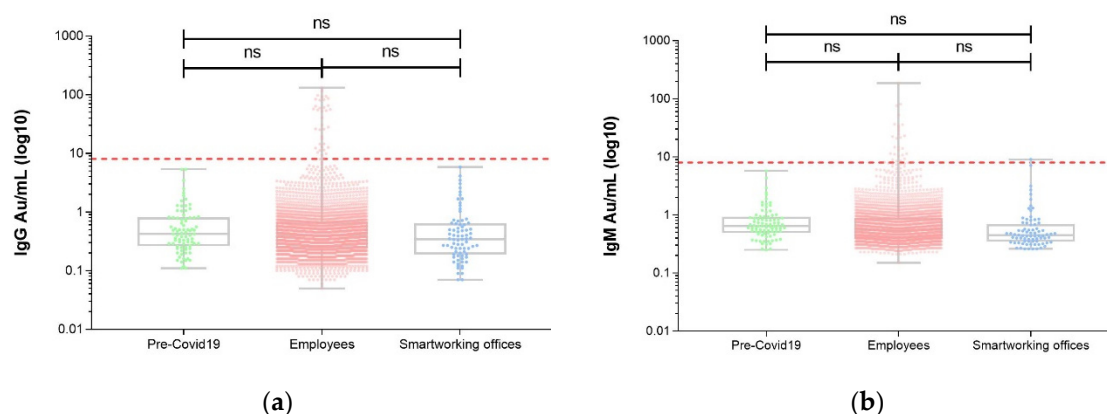 ns
ns ns
1000
100
10
1
0.1
0.01
IgG Au/mL (log10)
Pre-Covid19 Employees Smartworking offices
(a)
ns
ns ns
1000
100
10
1
0.1
0.01
IgM Au/mL (log10)
Pre-Covid19 Employees Smartworking offices
(b)